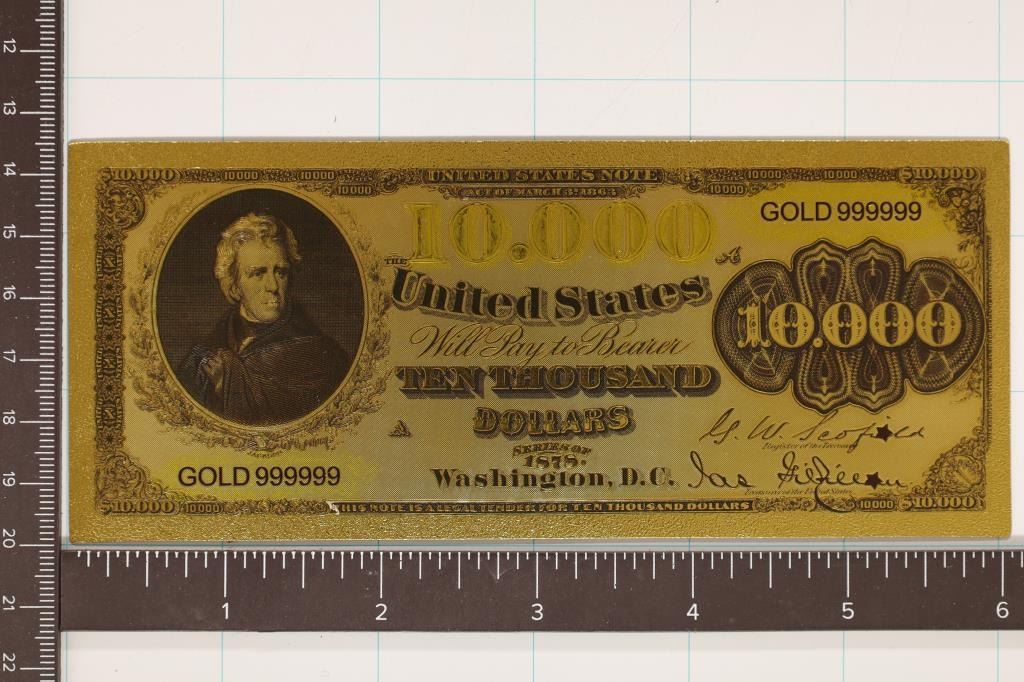 $10.000 10000 10000 UNITED STATES NOTE 10000 10000 $10.000
10000 ACT OF MARCH 3. 1863 10000
10.000
GOLD 999999
THE A
United States
10.000
Will Pay to Bearer
TEN THOUSAND
DOLLARS
A
G. W. Scofield
Register of the Treasury
SERIES OF
1878.
Washington, D.C.
GOLD 999999
Jas Gilfillan
Treasurer of the United States
$10.000 10000 THIS NOTE IS A LEGAL TENDER FOR TEN THOUSAND DOLLARS 10000 $10.000
12
13
14
15
16
17
18
19
20
21
22
1 2 3 4 5 6